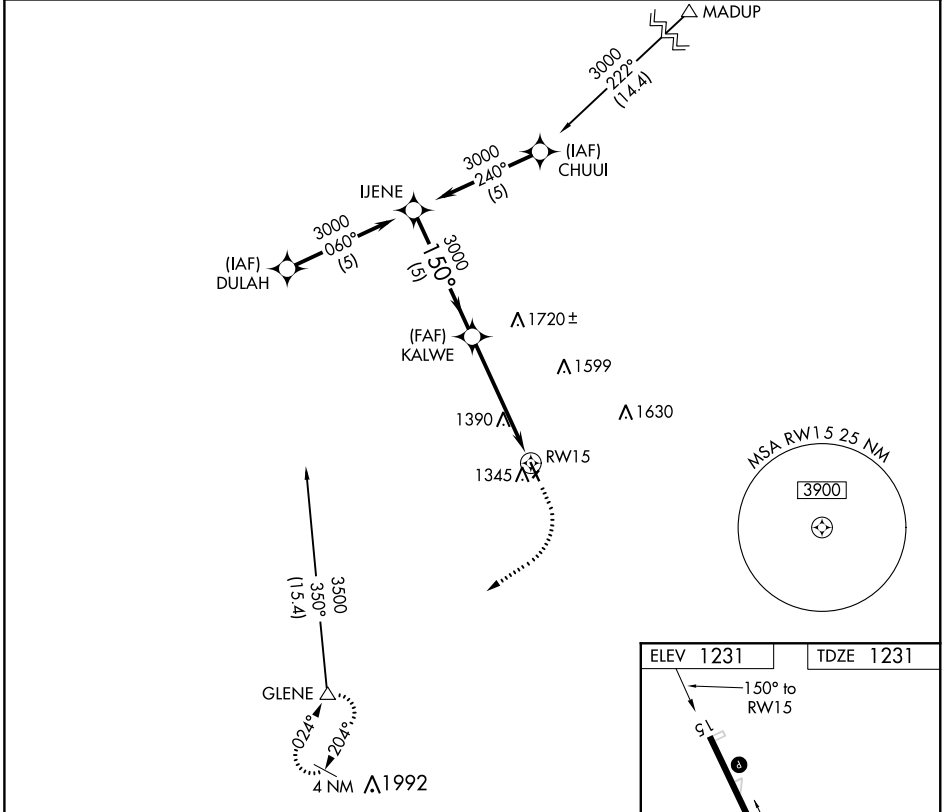 MADUP
3000
222°
(14.4)
(IAF)
CHUUI
3000
240°
(5)
IJENE
3000
060°
(5)
(IAF)
DULAH
3000
150°
(5)
(FAF)
KALWE
1720 ±
1599
1630
1390
RW15
1345
MSA RW15 25 NM
3900
3500
350°
(15.4)
GLENE
024°
204°
4 NM
1992
ELEV 1231
TDZE 1231
150° to
RW15
15
P